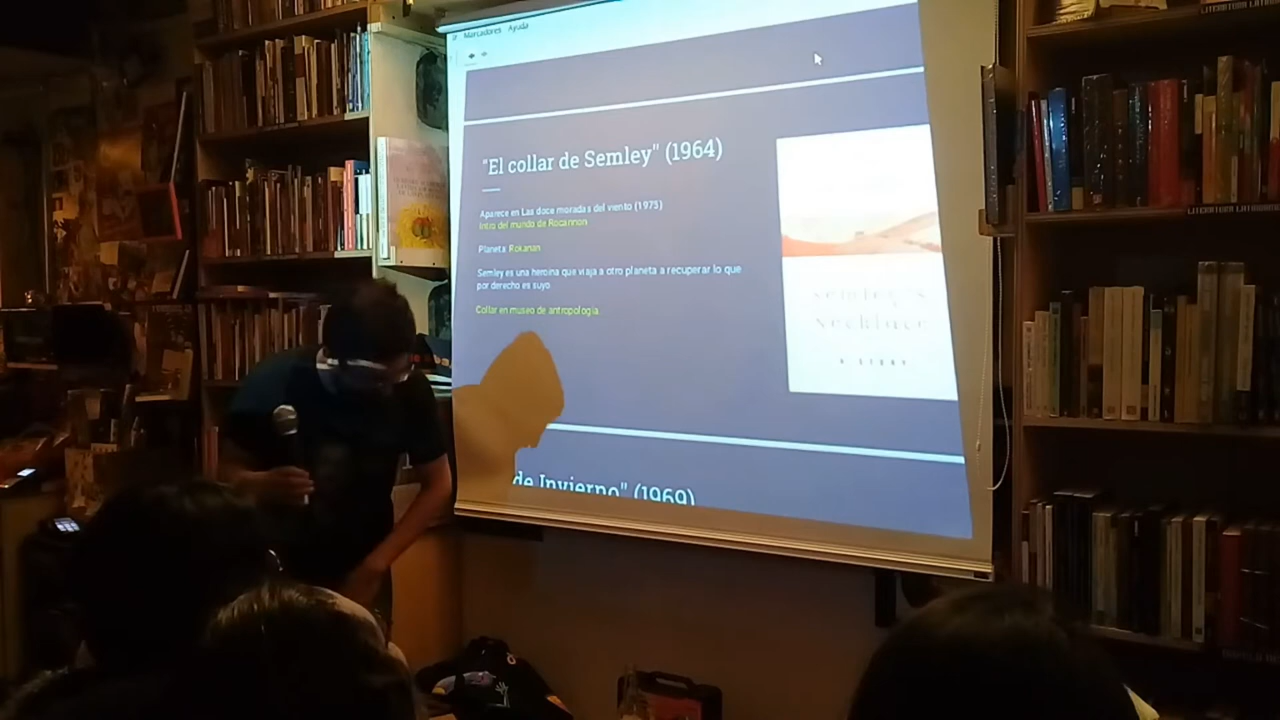 Marcadores Ayuda
"El collar de Semley" (1964)
Aparece en Las doce moradas del viento (1975)
Intro del mundo de Rocannon
Planeta: Rokanan
Semley es una heroína que viaja a otro planeta a recuperar lo que
por derecho es suyo
Collar en museo de antropología
semley's
necklace
de Invierno" (1969)